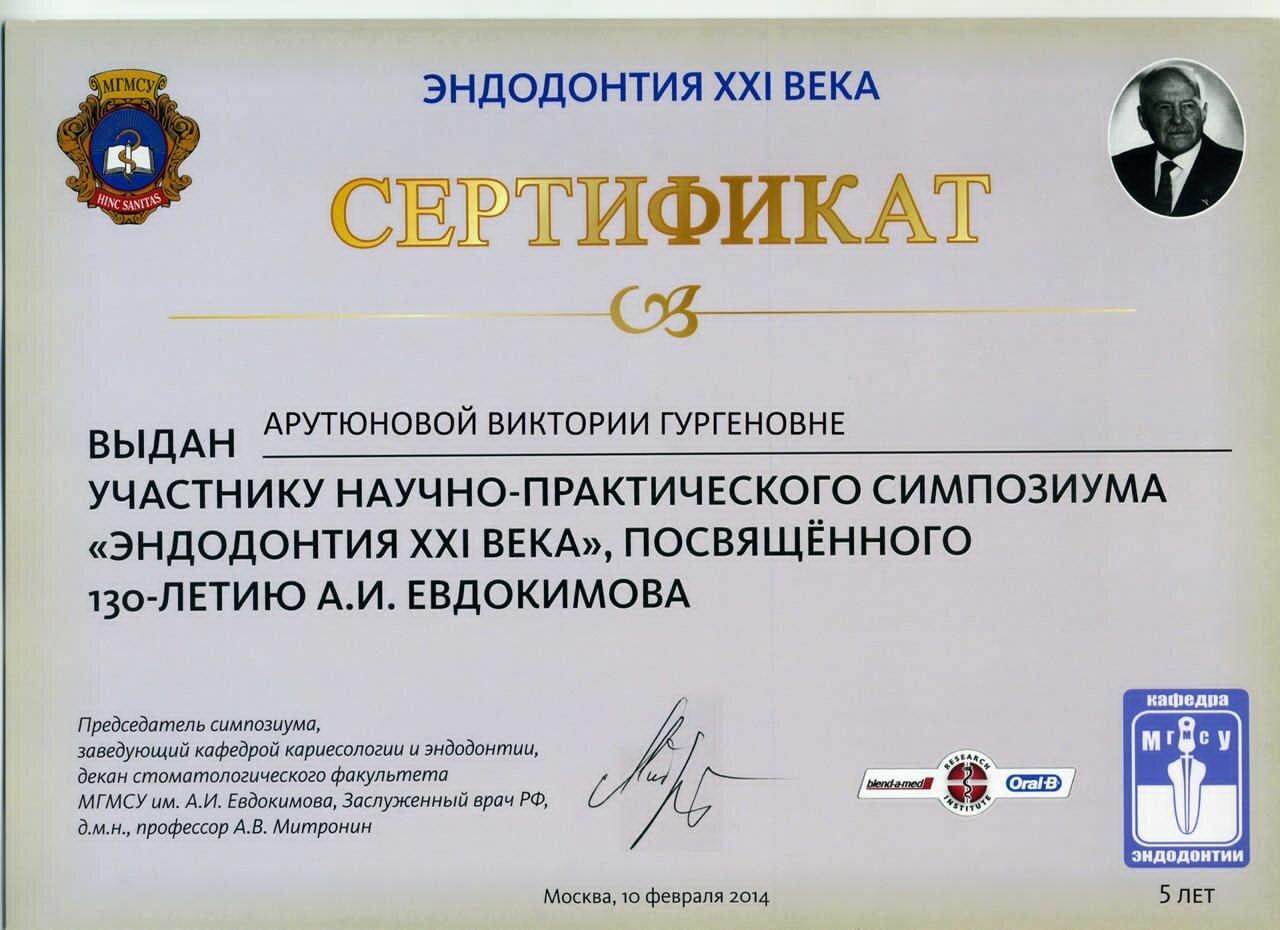 МГМСУ
HINC SANITAS
ЭНДОДОНТИЯ XXI ВЕКА
СЕРТИФИКАТ
ВЫДАН АРУТЮНОВОЙ ВИКТОРИИ ГУРГЕНОВНЕ
УЧАСТНИКУ НАУЧНО-ПРАКТИЧЕСКОГО СИМПОЗИУМА
«ЭНДОДОНТИЯ XXI ВЕКА», ПОСВЯЩЁННОГО
130-ЛЕТИЮ А.И. ЕВДОКИМОВА
Председатель симпозиума,
заведующий кафедрой кариесологии и эндодонтии,
декан стоматологического факультета
МГМСУ им. А.И. Евдокимова, Заслуженный врач РФ,
д.м.н., профессор А.В. Митронин
blend-a-med
RESEARCH
INSTITUTE
Oral-B
кафедра
МГМСУ
эндодонтии
5 ЛЕТ
Москва, 10 февраля 2014